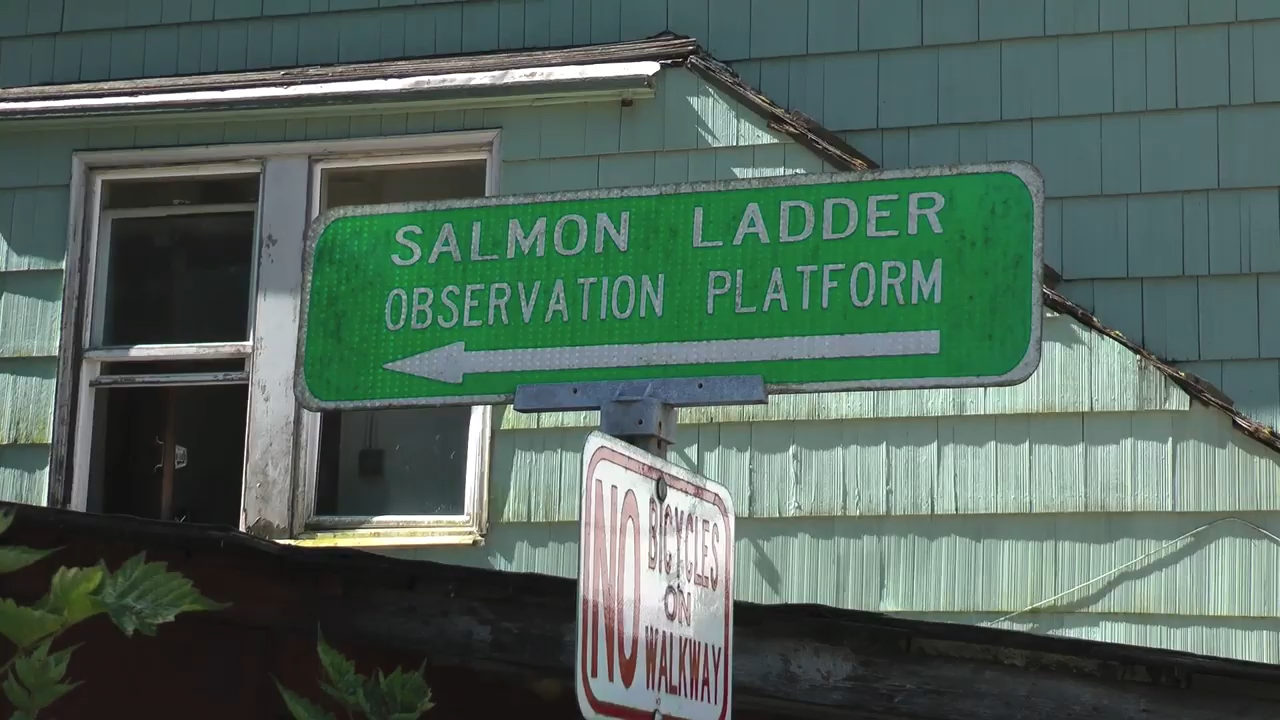 SALMON LADDER
OBSERVATION PLATFORM
NO
BICYCLES
ON
WALKWAY